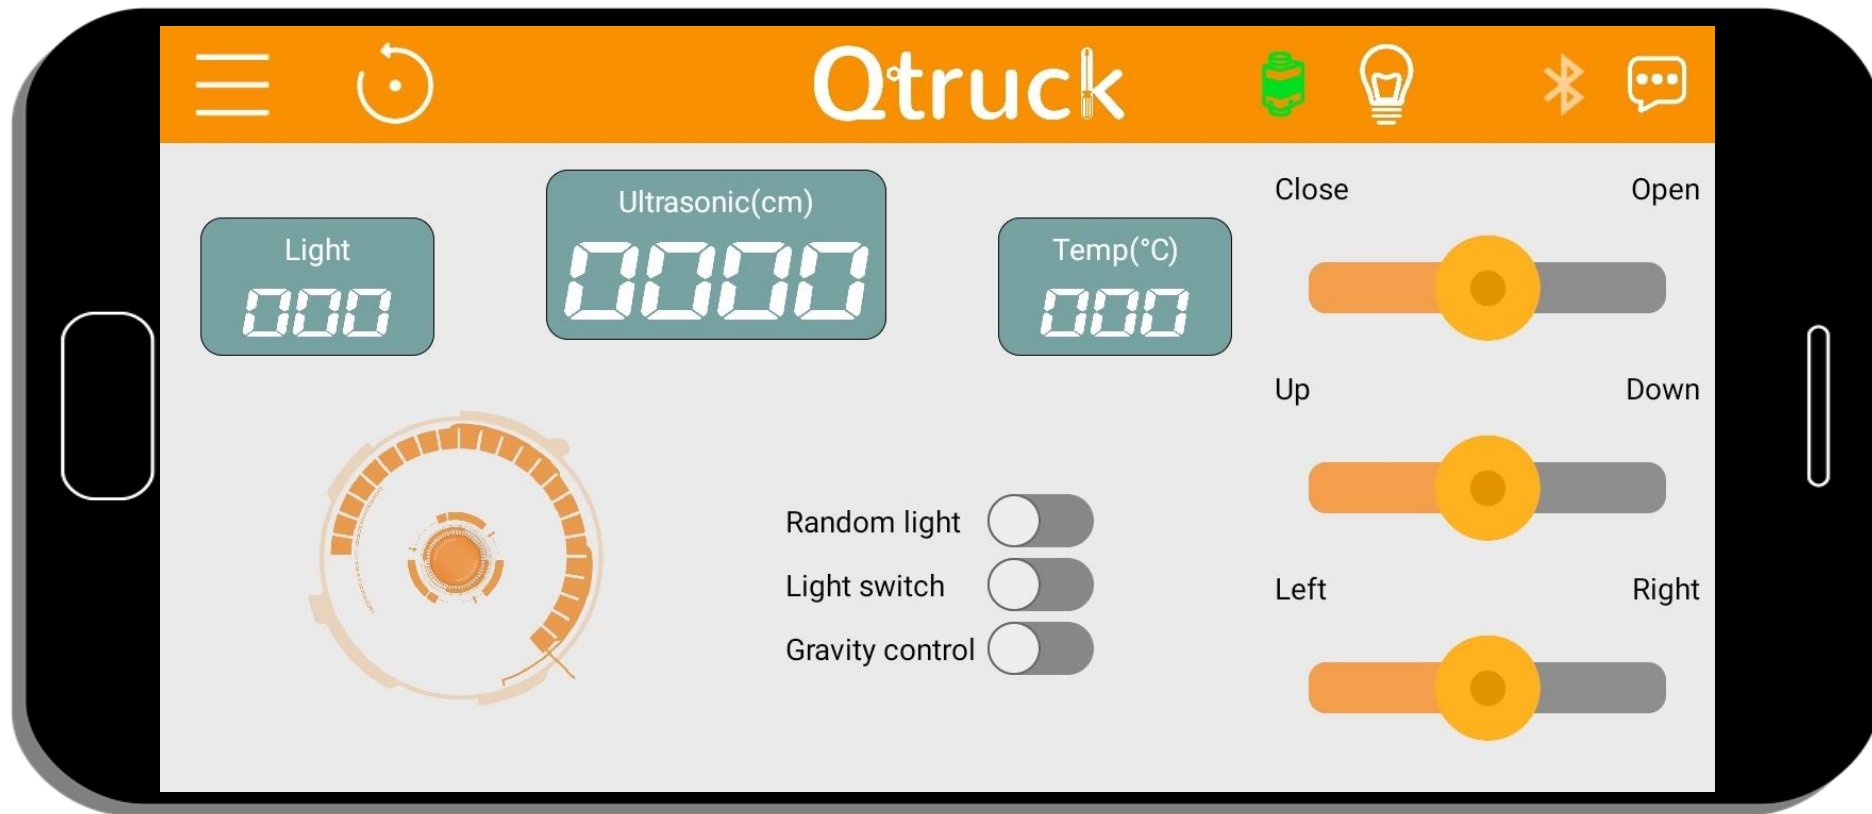 Qtruck
Light
000
Ultrasonic(cm)
0000
Temp(°C)
000
Close Open
Up Down
Left Right
Random light
Light switch
Gravity control